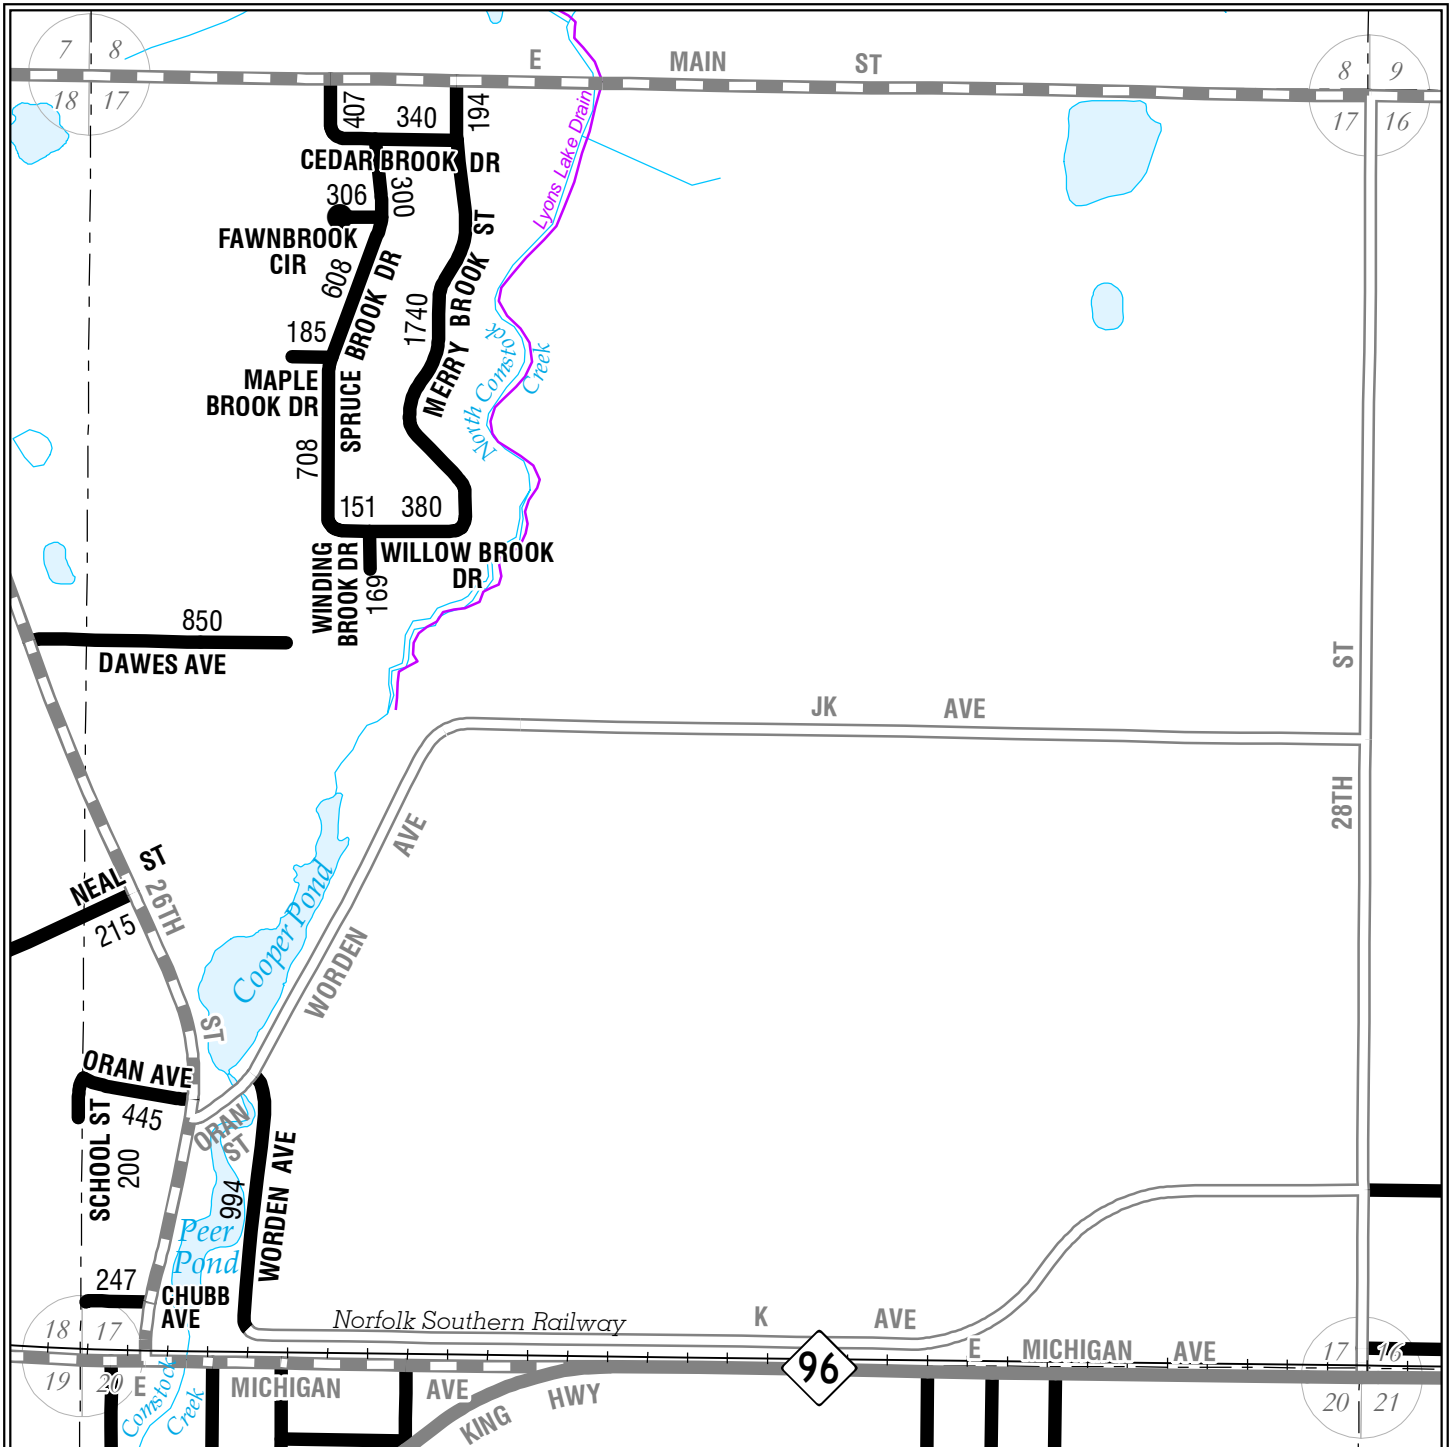 7 8
18 17
E MAIN ST
8 9
17 16
407
340
194
CEDAR BROOK DR
306
300
FAWNBROOK
CIR
608
185
MAPLE
BROOK DR
SPRUCE BROOK DR
1740
MERRY BROOK ST
708
151
380
WINDING
BROOK DR
169
WILLOW BROOK
DR
Lyons Lake Drain
North Comstock
Creek
850
DAWES AVE
JK AVE
28TH ST
NEAL ST
215
26TH ST
Cooper Pond
WORDEN AVE
ORAN AVE
445
SCHOOL ST
200
ORAN
ST
994
WORDEN AVE
Peer
Pond
247
CHUBB
AVE
Norfolk Southern Railway
K AVE
18 17
19 20
E MICHIGAN AVE
Comstock
Creek
KING HWY
96
E MICHIGAN AVE
17 16
20 21